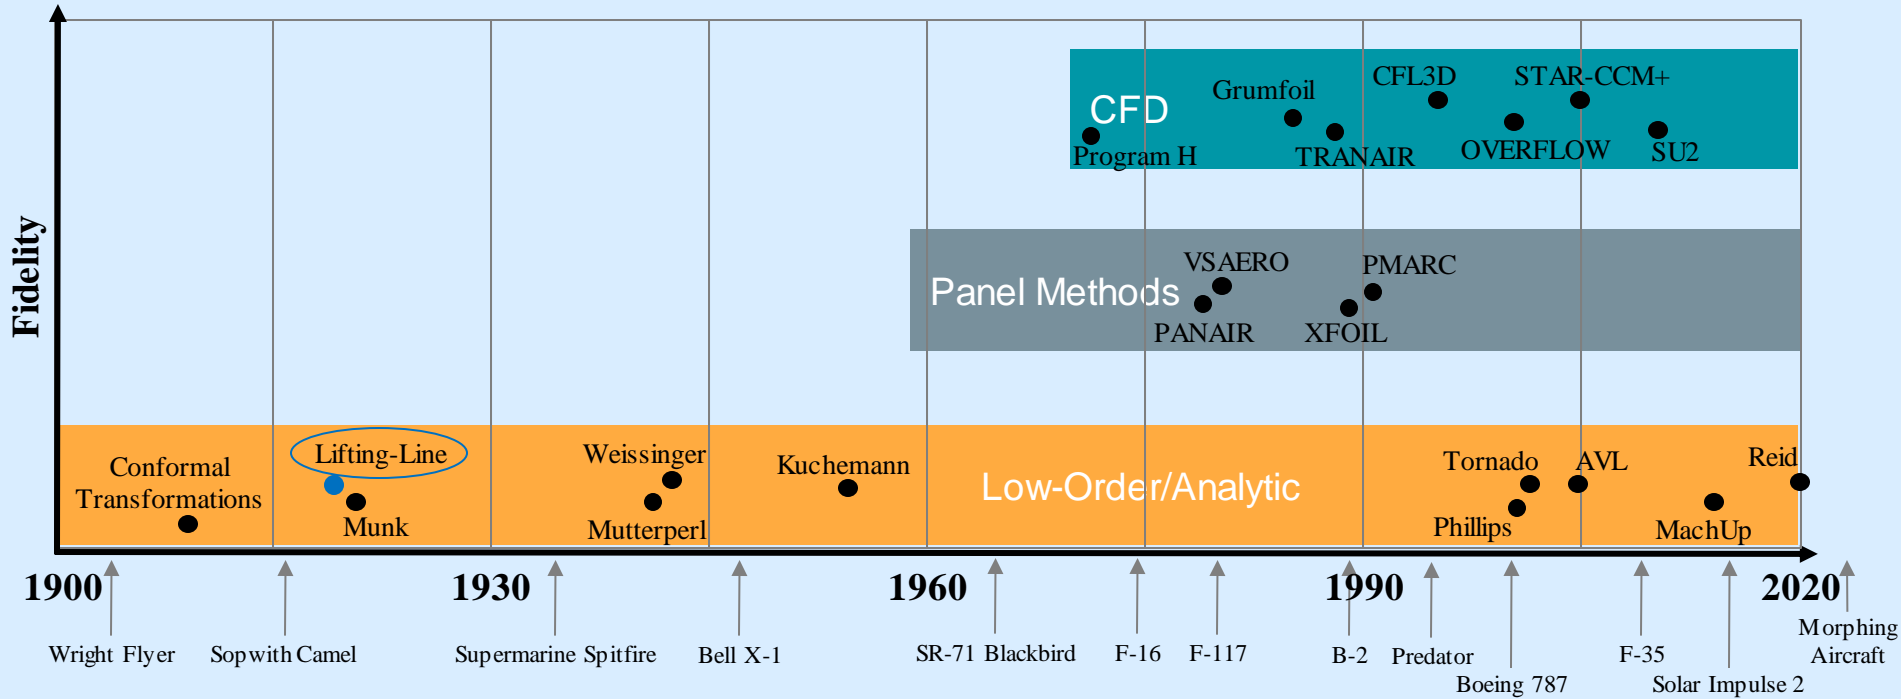 Fidelity
CFD
Program H
Grumfoil
TRANAIR
CFL3D
OVERFLOW
STAR-CCM+
SU2
Panel Methods
VSAERO
PANAIR
PMARC
XFOIL
Conformal
Transformations
Lifting-Line
Munk
Weissinger
Mutterperl
Kuchemann
Low-Order/Analytic
Tornado
Phillips
AVL
MachUp
Reid
1900
1930
1960
1990
2020
Wright Flyer
Sopwith Camel
Supermarine Spitfire
Bell X-1
SR-71 Blackbird
F-16
F-117
B-2
Predator
Boeing 787
F-35
Solar Impulse 2
Morphing
Aircraft